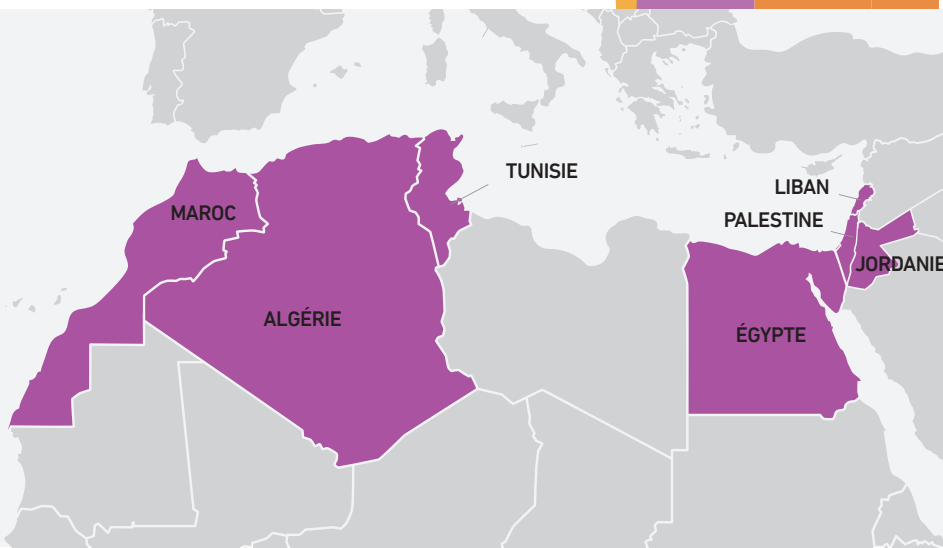 TUNISIE
LIBAN
MAROC
PALESTINE
JORDANIE
ALGÉRIE
ÉGYPTE